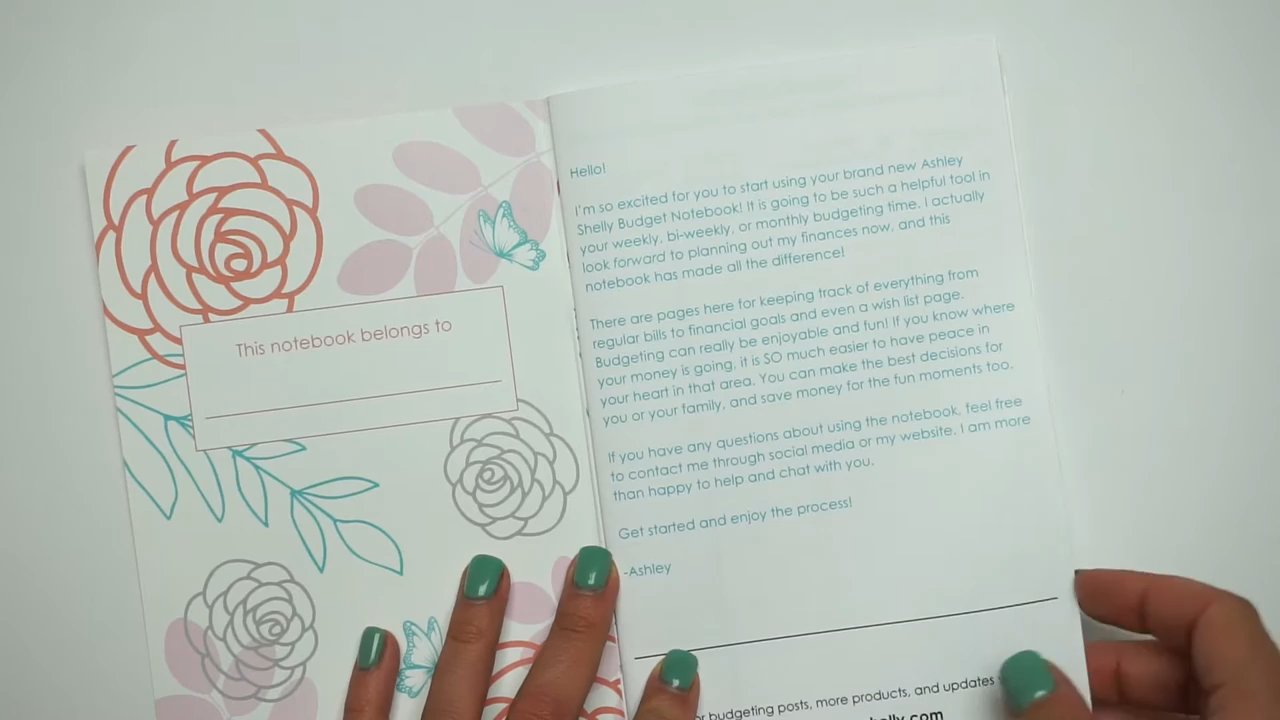 This notebook belongs to
Hello!
I'm so excited for you to start using your brand new Ashley
Shelly Budget Notebook! It is going to be such a helpful tool in
your weekly, bi-weekly, or monthly budgeting time. I actually
look forward to planning out my finances now, and this
notebook has made all the difference!
There are pages here for keeping track of everything from
regular bills to financial goals and even a wish list page.
Budgeting can really be enjoyable and fun! If you know where
your money is going, it is SO much easier to have peace in
your heart in that area. You can make the best decisions for
you or your family, and save money for the fun moments too.
If you have any questions about using the notebook, feel free
to contact me through social media or my website. I am more
than happy to help and chat with you.
Get started and enjoy the process!
-Ashley
budgeting posts, more products, and updates